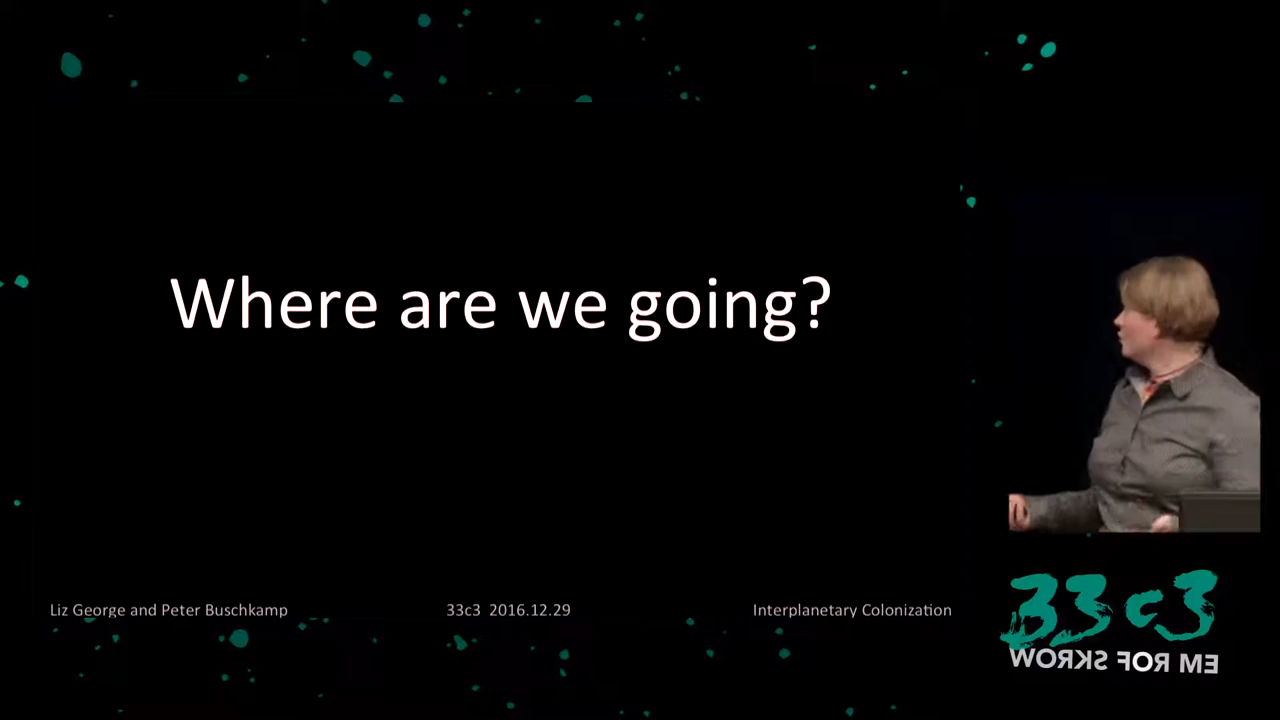 Where are we going?
Liz George and Peter Buschkamp
33c3 2016.12.29
Interplanetary Colonization
33c3
WORKS FOR ME